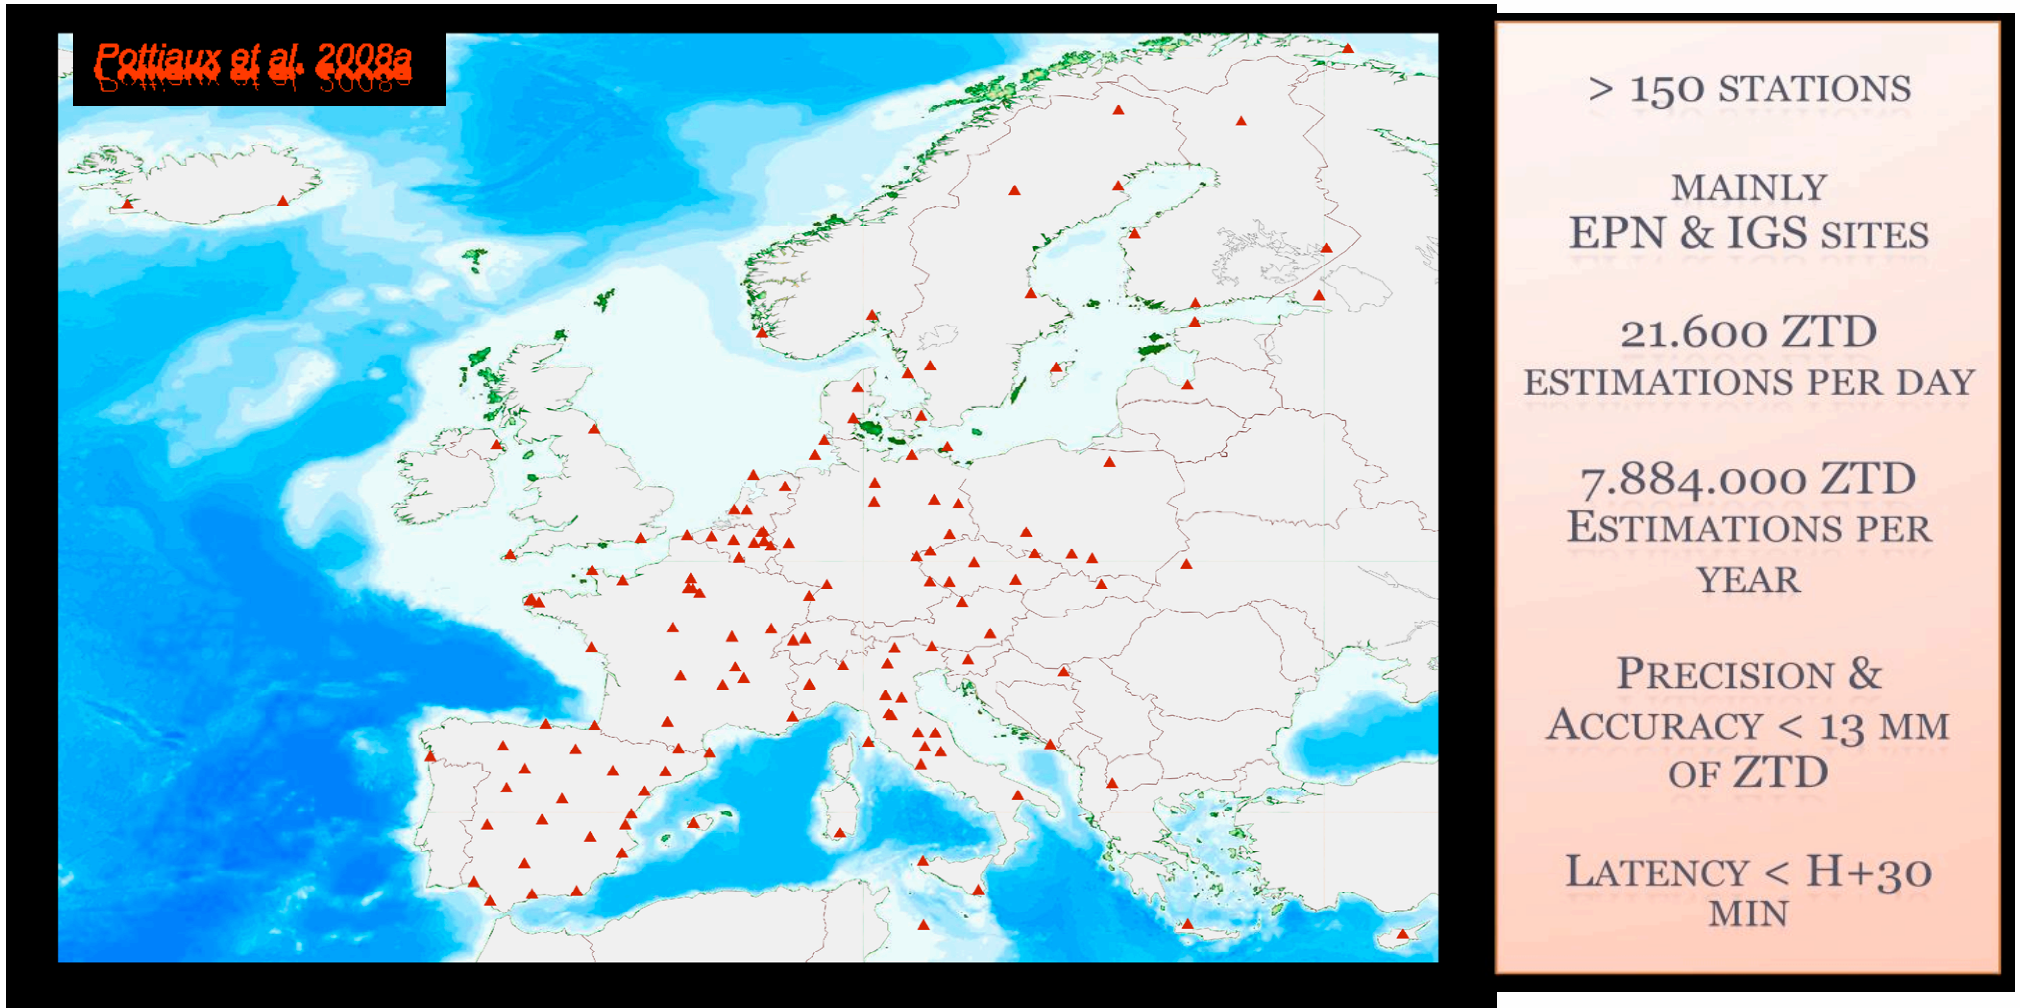 Pottiaux et al. 2008a
> 150 STATIONS
MAINLY
EPN & IGS SITES
21.600 ZTD
ESTIMATIONS PER DAY
7.884.000 ZTD
ESTIMATIONS PER
YEAR
PRECISION &
ACCURACY < 13 MM
OF ZTD
LATENCY < H+30
MIN